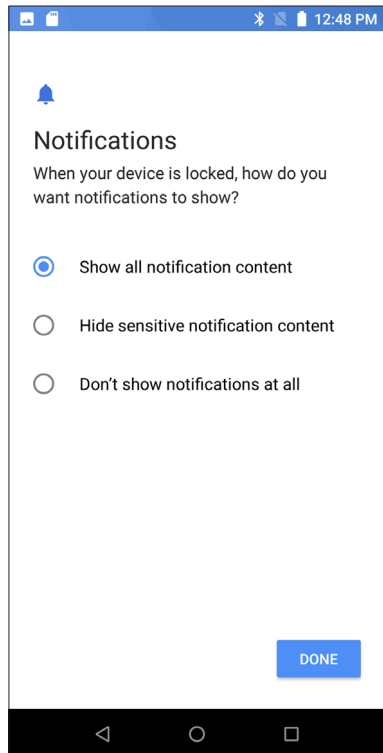 12:48 PM
Notifications
When your device is locked, how do you
want notifications to show?
Show all notification content
Hide sensitive notification content
Don’t show notifications at all
DONE